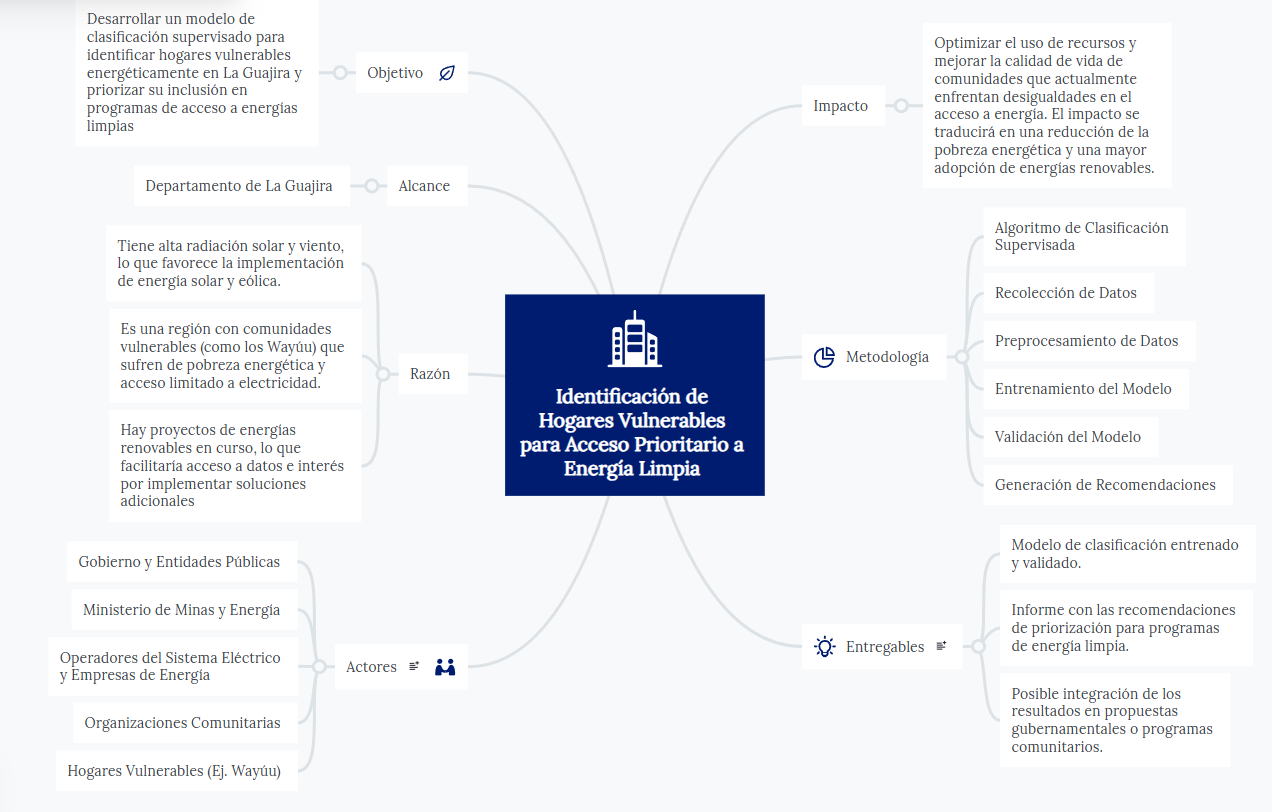 Desarrollar un modelo de
clasificación supervisado para
identificar hogares vulnerables
energéticamente en La Guajira y
priorizar su inclusión en
programas de acceso a energías
limpias
Objetivo
Departamento de La Guajira
Alcance
Tiene alta radiación solar y viento,
lo que favorece la implementación
de energía solar y eólica.
Es una región con comunidades
vulnerables (como los Wayúu) que
sufren de pobreza energética y
acceso limitado a electricidad.
Hay proyectos de energías
renovables en curso, lo que
facilitaría acceso a datos e interés
por implementar soluciones
adicionales
Razón
Gobierno y Entidades Públicas
Ministerio de Minas y Energía
Operadores del Sistema Eléctrico
y Empresas de Energía
Organizaciones Comunitarias
Hogares Vulnerables (Ej. Wayúu)
Actores
Identificación de
Hogares Vulnerables
para Acceso Prioritario a
Energía Limpia
Impacto
Optimizar el uso de recursos y
mejorar la calidad de vida de
comunidades que actualmente
enfrentan desigualdades en el
acceso a energía. El impacto se
traducirá en una reducción de la
pobreza energética y una mayor
adopción de energías renovables.
Metodología
Algoritmo de Clasificación
Supervisada
Recolección de Datos
Preprocesamiento de Datos
Entrenamiento del Modelo
Validación del Modelo
Generación de Recomendaciones
Entregables
Modelo de clasificación entrenado
y validado.
Informe con las recomendaciones
de priorización para programas
de energía limpia.
Posible integración de los
resultados en propuestas
gubernamentales o programas
comunitarios.